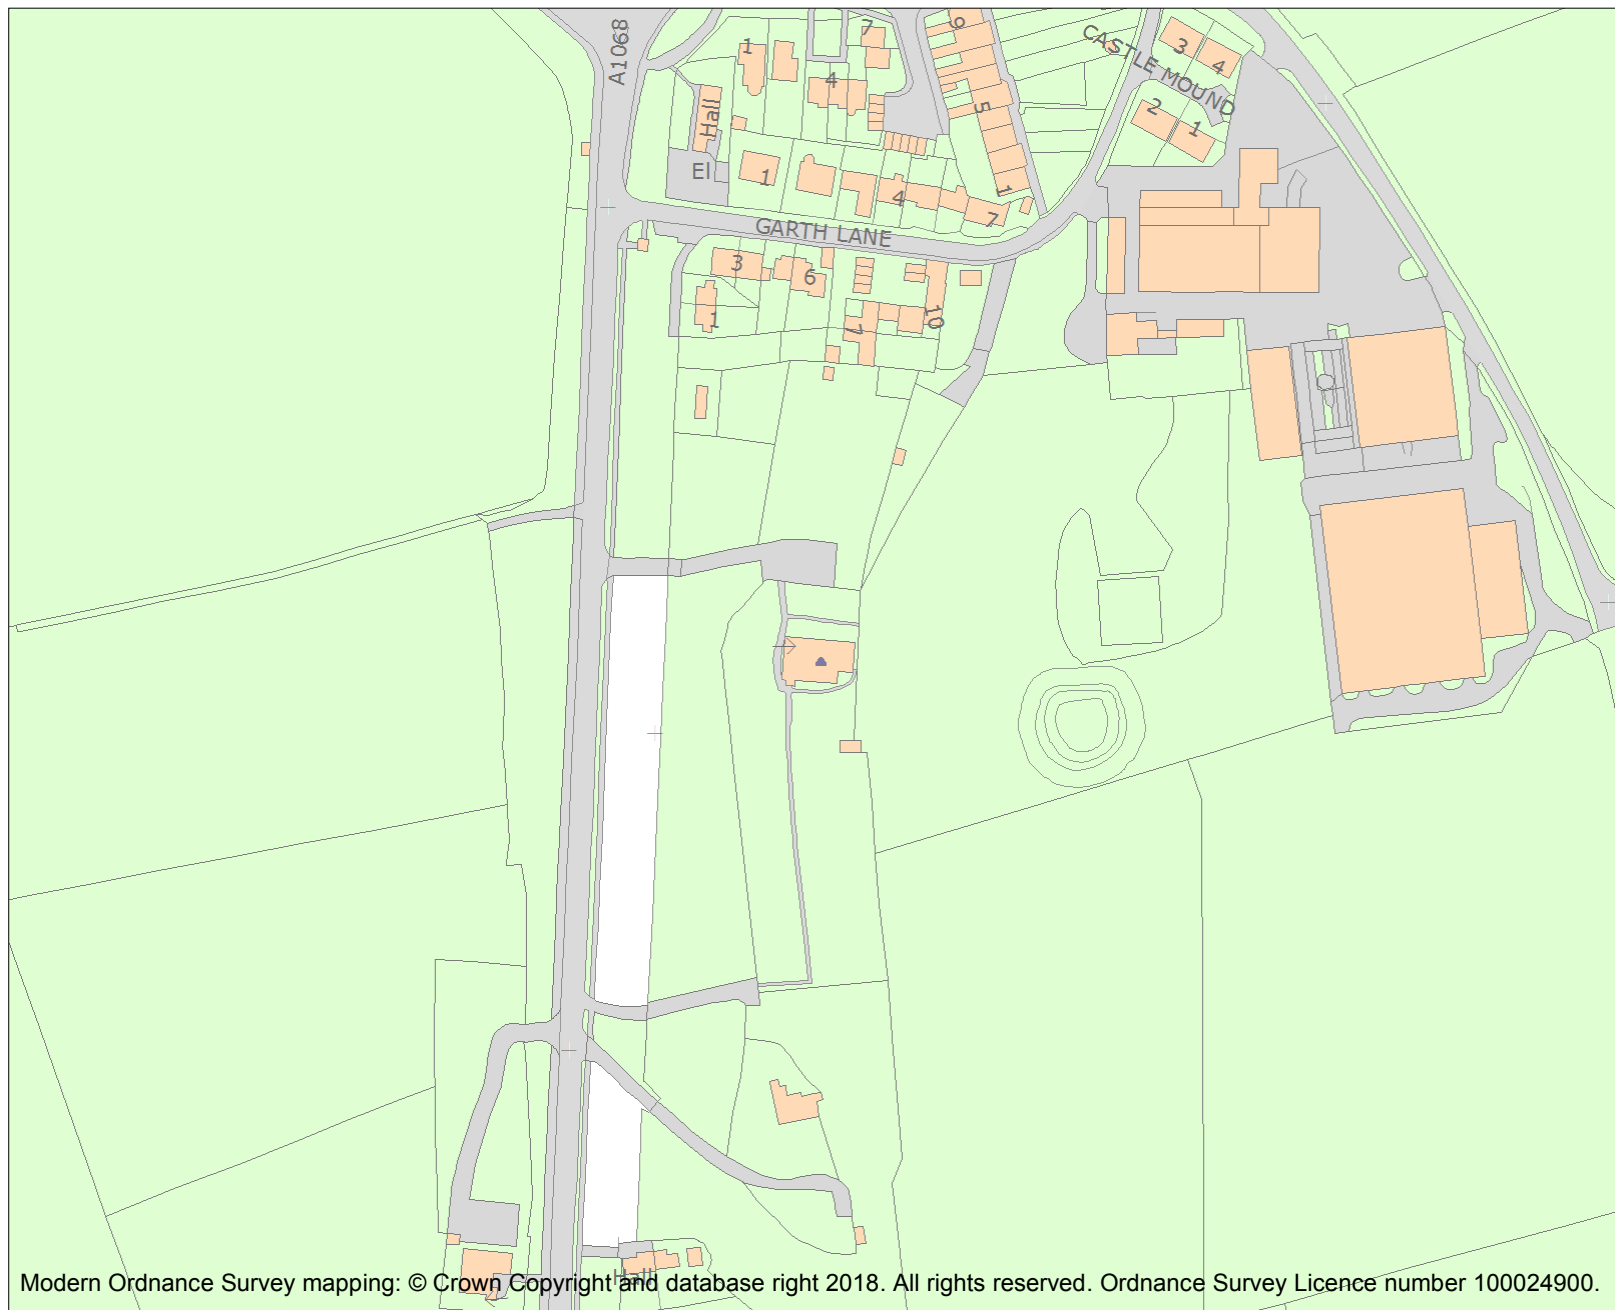 A1068
1
7
4
9
5
CASTLE MOUND
3
4
2
1
Hall
El
1
4
7
1
GARTH LANE
3
6
1
7
10
Hall
Modern Ordnance Survey mapping: © Crown Copyright and database right 2018. All rights reserved. Ordnance Survey Licence number 100024900.